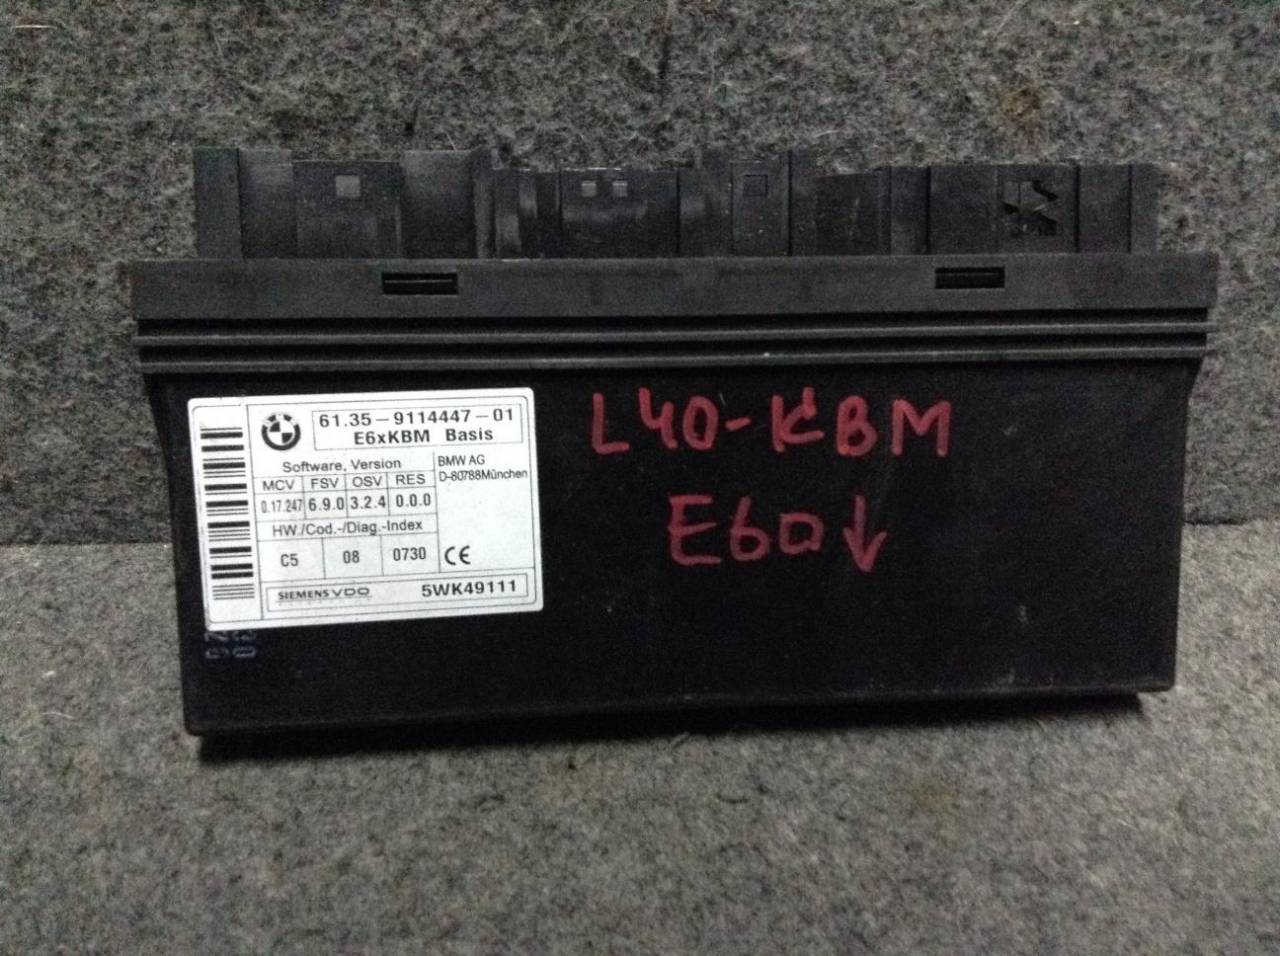 61.35-9114447-01
E6xKBM Basis
Software, Version
MCV FSV OSV RES
0.17.247 6.9.0 3.2.4 0.0.0
BMW AG
D-80788München
HW./Cod.-/Diag.-Index
C5 08 0730
CE
SIEMENS VDO 5WK49111
L40-KBM
E60↓